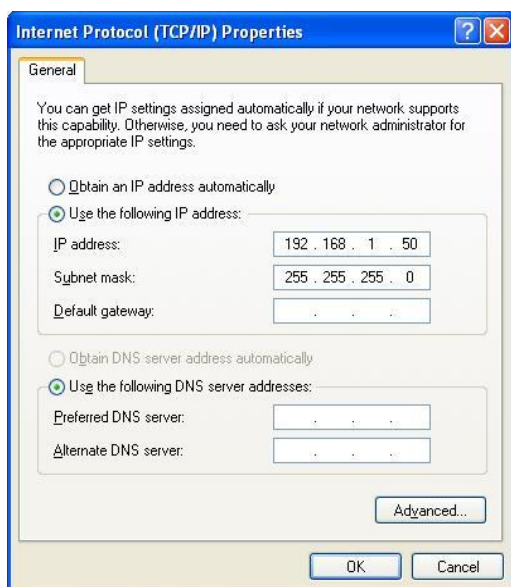 Internet Protocol (TCP/IP) Properties
General
You can get IP settings assigned automatically if your network supports
this capability. Otherwise, you need to ask your network administrator for
the appropriate IP settings.
Obtain an IP address automatically
Use the following IP address:
IP address: 192 . 168 . 1 . 50
Subnet mask: 255 . 255 . 255 . 0
Default gateway: . . .
Obtain DNS server address automatically
Use the following DNS server addresses:
Preferred DNS server: . . .
Alternate DNS server: . . .
Advanced...
OK Cancel